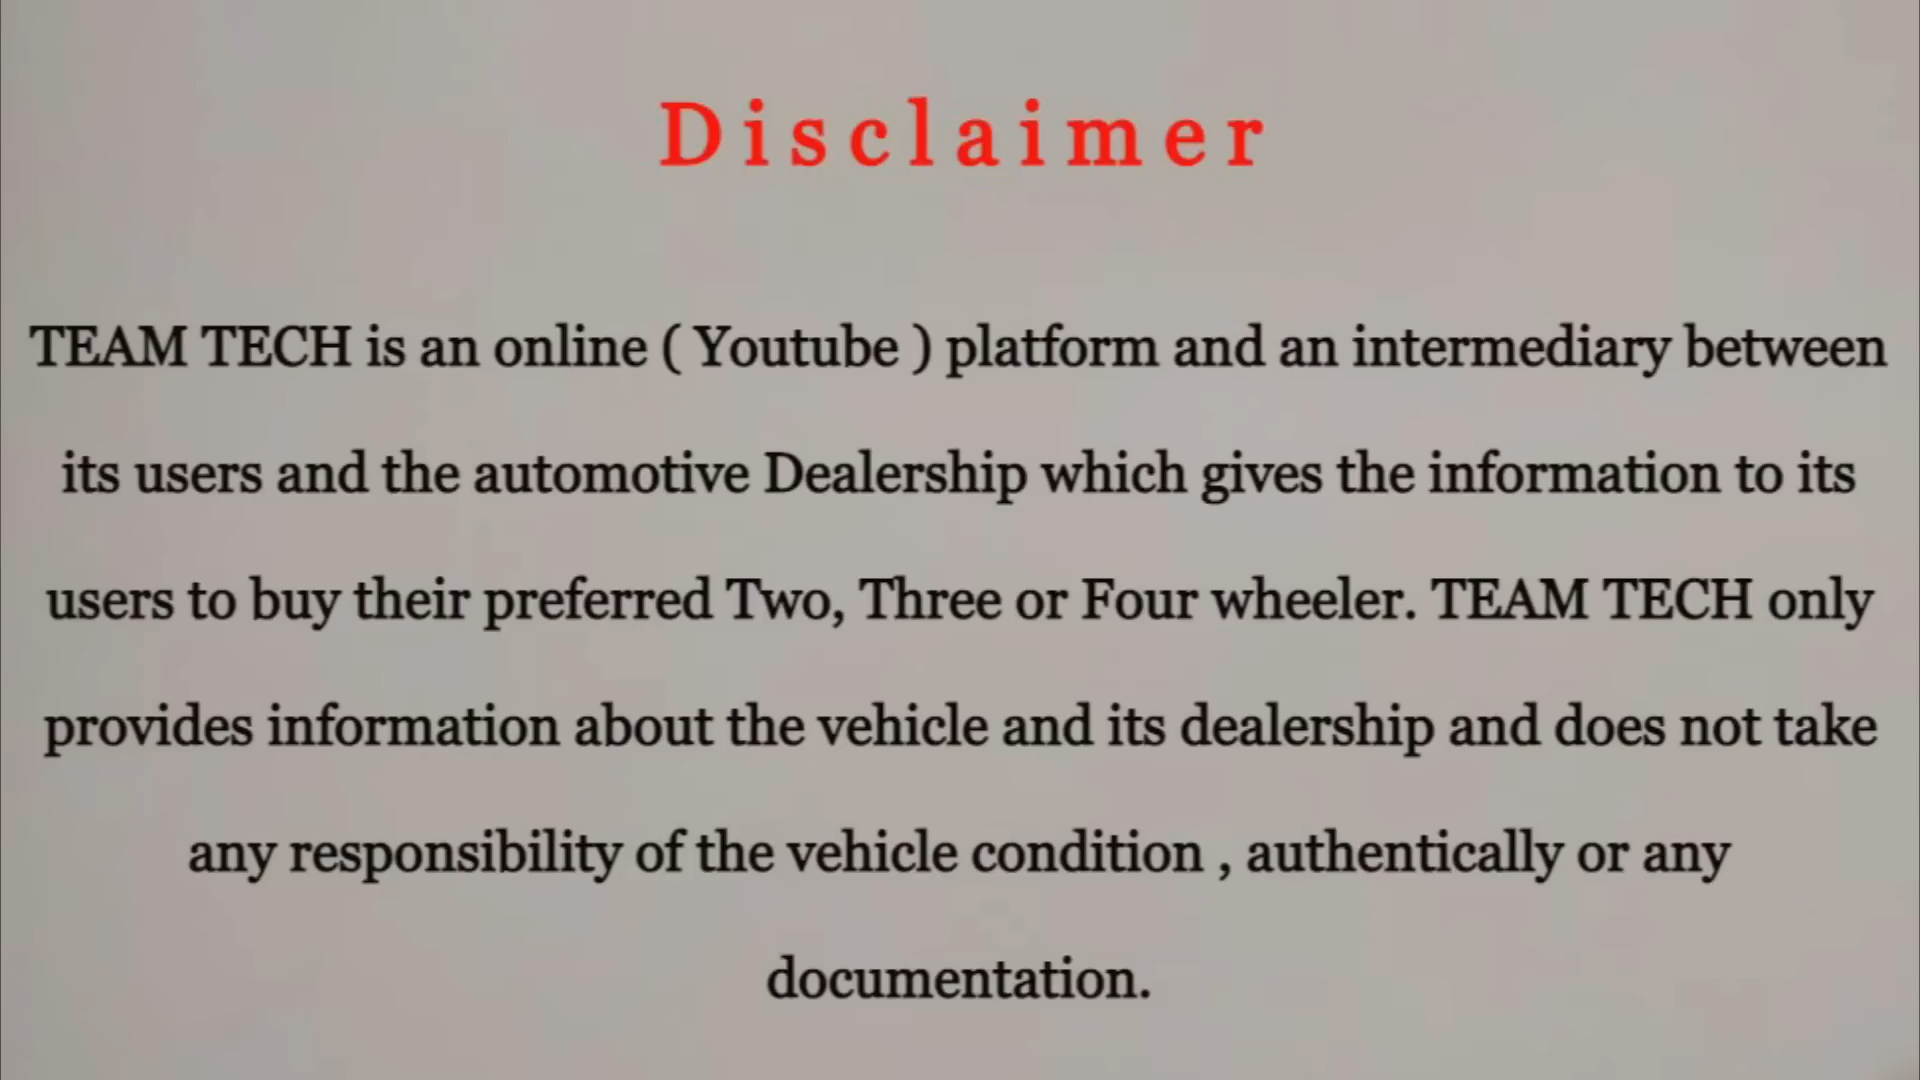 Disclaimer
TEAM TECH is an online ( Youtube ) platform and an intermediary between
its users and the automotive Dealership which gives the information to its
users to buy their preferred Two, Three or Four wheeler. TEAM TECH only
provides information about the vehicle and its dealership and does not take
any responsibility of the vehicle condition , authentically or any
documentation.